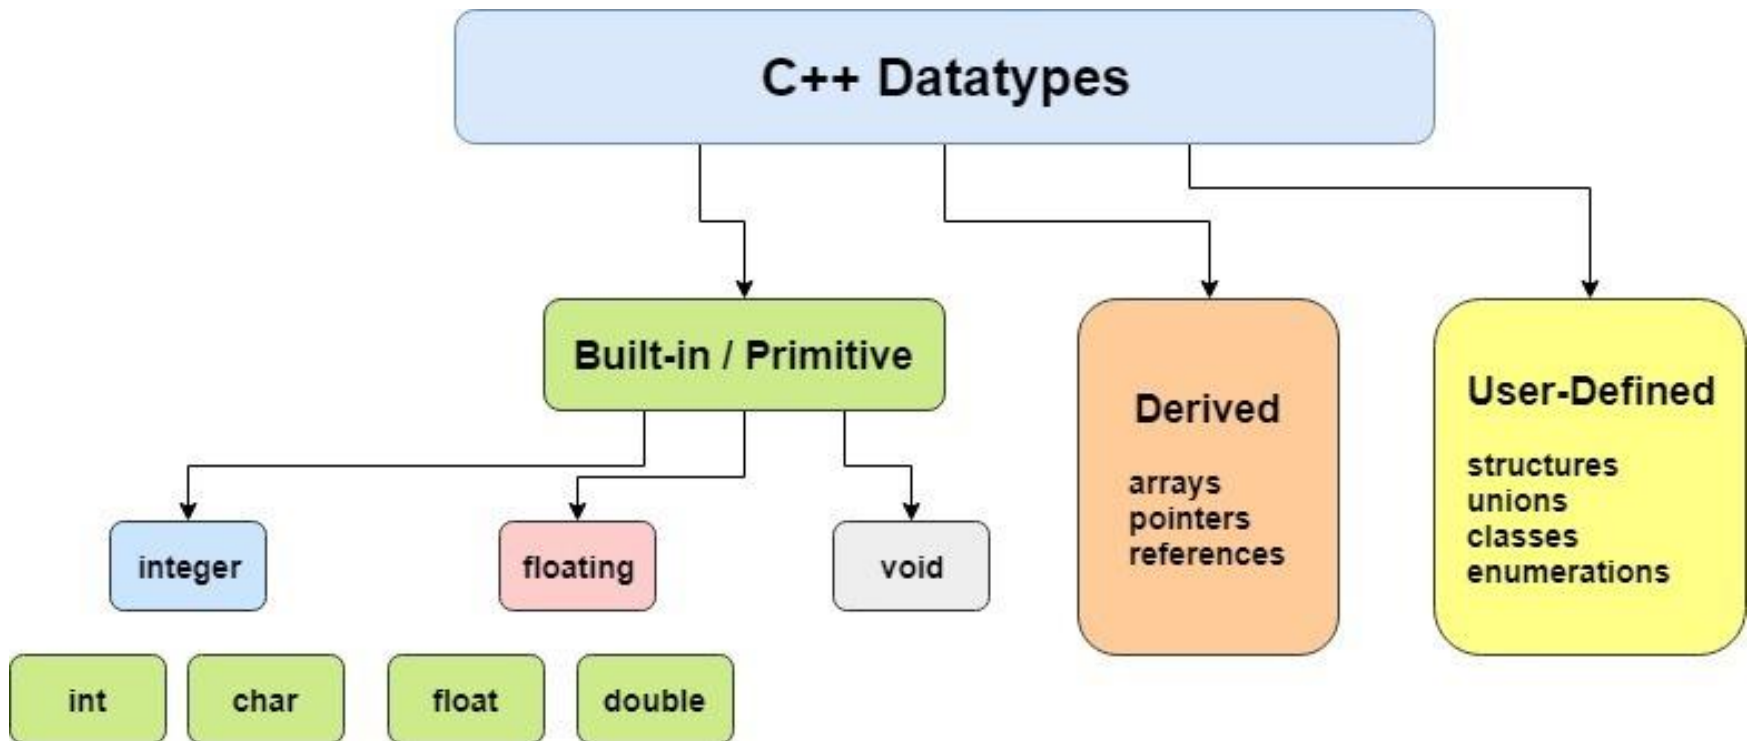 C++ Datatypes
Built-in / Primitive
Derived
arrays
pointers
references
User-Defined
structures
unions
classes
enumerations
integer
floating
void
int
char
float
double